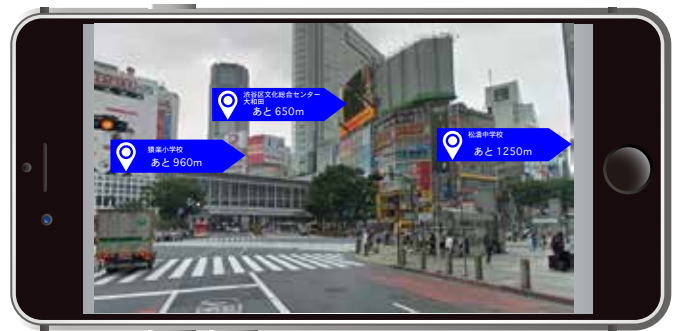 渋谷区文化総合センター
大和田
あと 650m
猿楽小学校
あと 960m
松濤中学校
あと 1250m